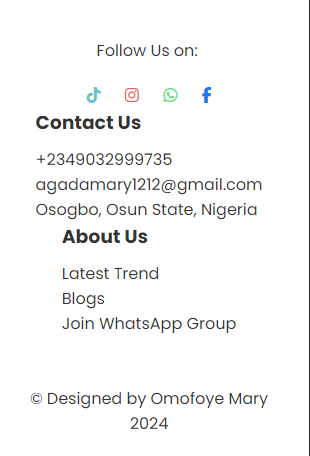 Follow Us on:
Contact Us
+2349032999735
agadamary1212@gmail.com
Osogbo, Osun State, Nigeria
About Us
Latest Trend
Blogs
Join WhatsApp Group
© Designed by Omofoye Mary
2024